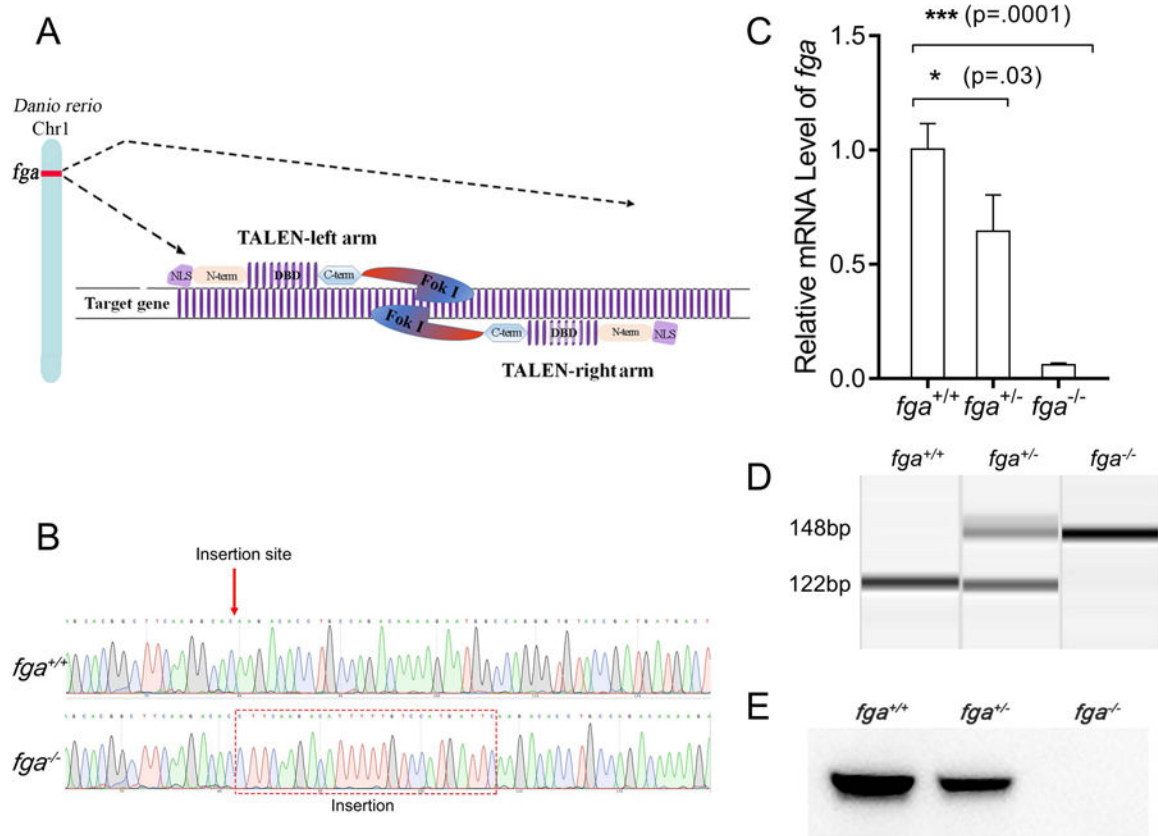 A
Danio rerio
Chr1
fga
TALEN-left arm
NLS
N-term
DBD
C-term
Fok I
Target gene
Fok I
C-term
DBD
N-term
NLS
TALEN-right arm
B
Insertion site
fga+/+
fga-/-
Insertion
C
*** (p=.0001)
* (p=.03)
Relative mRNA Level of fga
1.5
1.0
0.5
0.0
fga+/+ fga+/- fga-/-
D
fga+/+ fga+/- fga-/-
148bp
122bp
E
fga+/+ fga+/- fga-/-